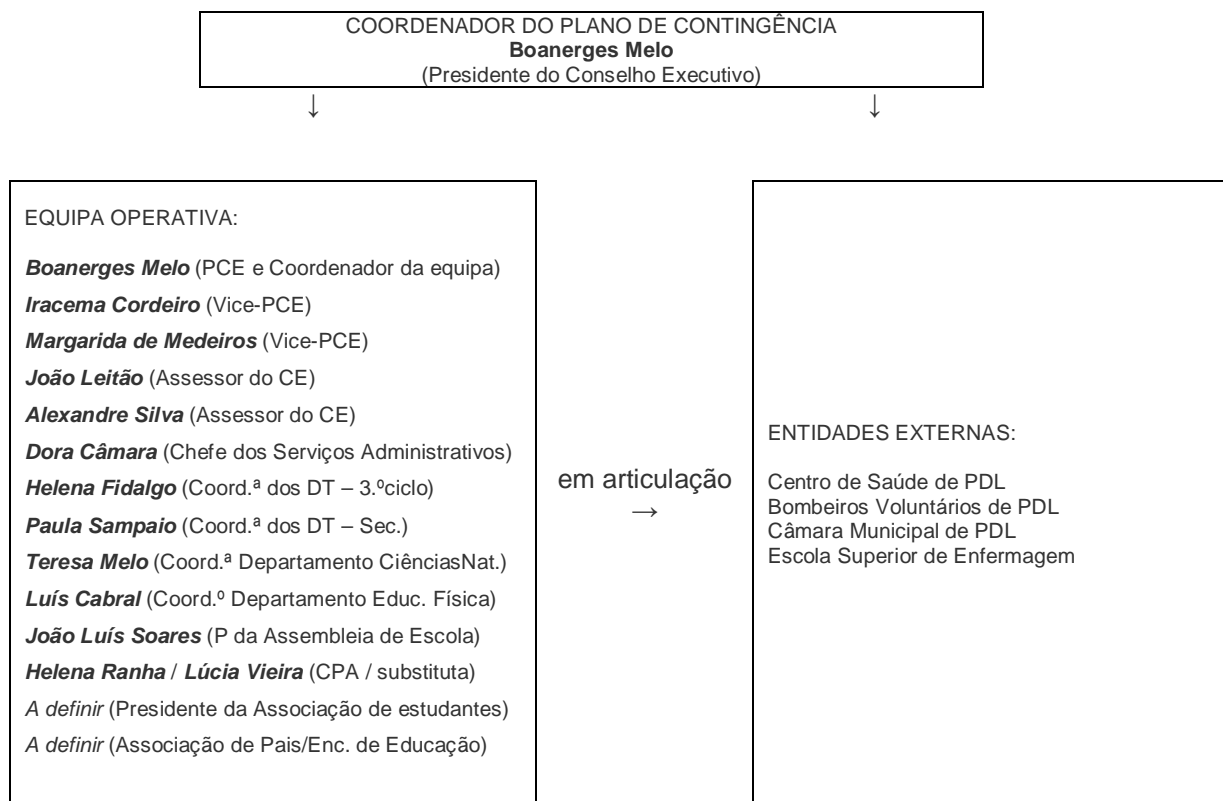 COORDENADOR DO PLANO DE CONTINGÊNCIA
Boanerges Melo
(Presidente do Conselho Executivo)
↓ ↓
EQUIPA OPERATIVA:
Boanerges Melo (PCE e Coordenador da equipa)
Iracema Cordeiro (Vice-PCE)
Margarida de Medeiros (Vice-PCE)
João Leitão (Assessor do CE)
Alexandre Silva (Assessor do CE)
Dora Câmara (Chefe dos Serviços Administrativos)
Helena Fidalgo (Coord.ª dos DT – 3.ºciclo)
Paula Sampaio (Coord.ª dos DT – Sec.)
Teresa Melo (Coord.ª Departamento CiênciasNat.)
Luís Cabral (Coord.º Departamento Educ. Física)
João Luís Soares (P da Assembleia de Escola)
Helena Ranha / Lúcia Vieira (CPA / substituta)
A definir (Presidente da Associação de estudantes)
A definir (Associação de Pais/Enc. de Educação)
em articulação
→
ENTIDADES EXTERNAS:
Centro de Saúde de PDL
Bombeiros Voluntários de PDL
Câmara Municipal de PDL
Escola Superior de Enfermagem